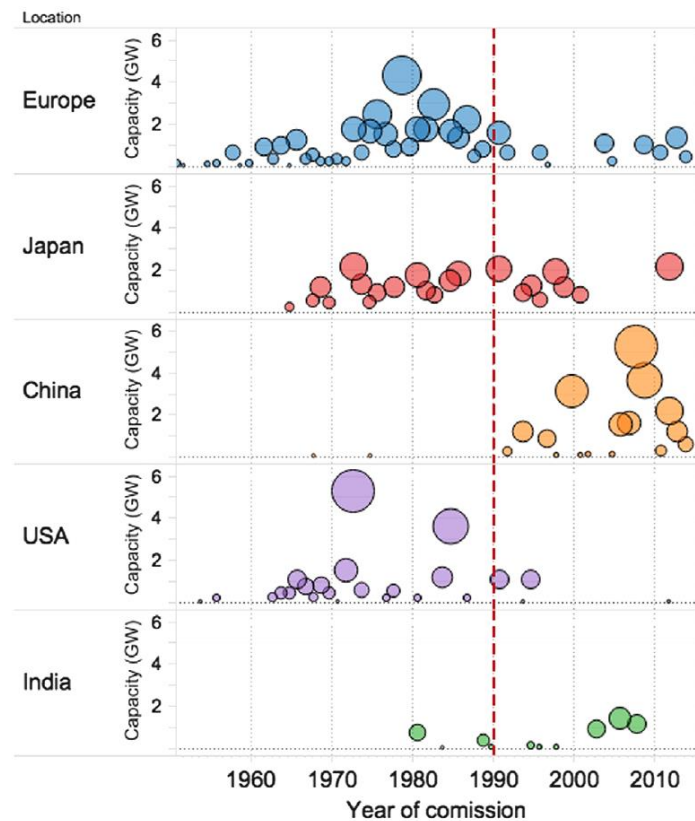 Location
Europe
Capacity (GW)
6
4
2
Japan
Capacity (GW)
6
4
2
China
Capacity (GW)
6
4
2
USA
Capacity (GW)
6
4
2
India
Capacity (GW)
6
4
2
1960 1970 1980 1990 2000 2010
Year of comission